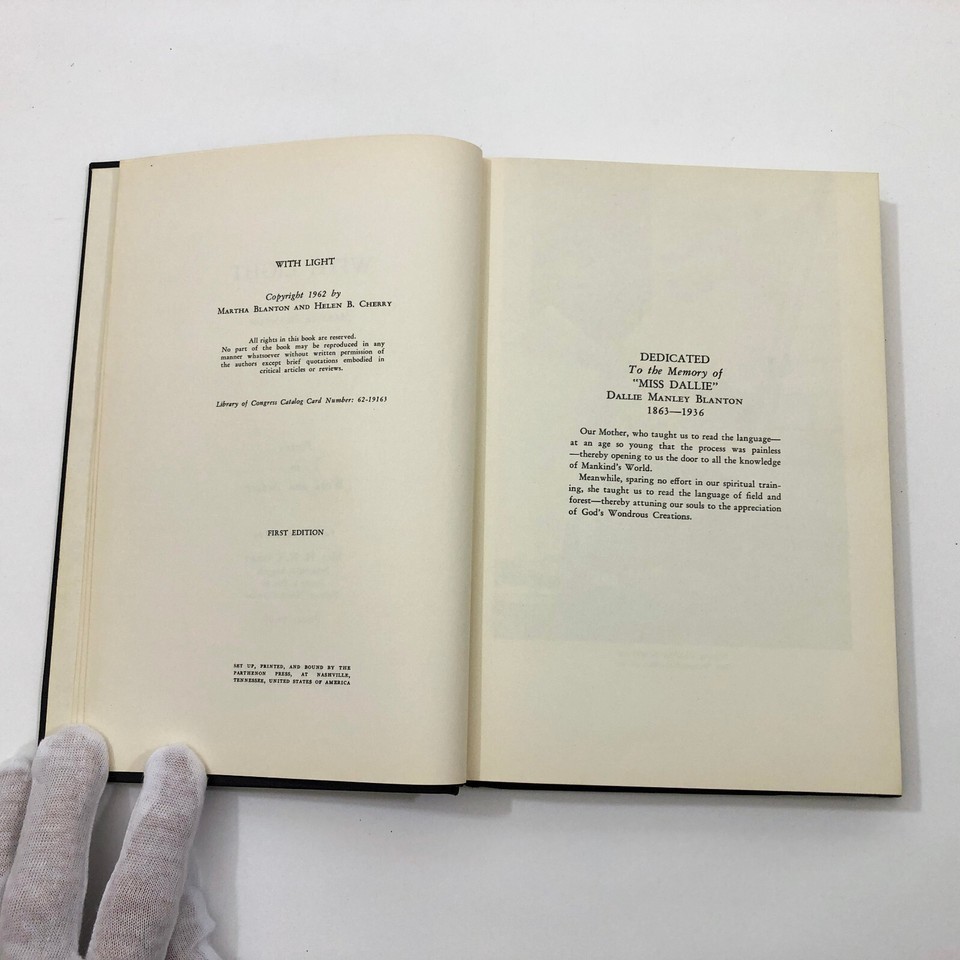 WITH LIGHT
Copyright 1962 by
MARTHA BLANTON AND HELEN B. CHERRY
All rights in this book are reserved.
No part of the book may be reproduced in any
manner whatsoever without written permission of
the authors except brief quotations embodied in
critical articles or reviews.
Library of Congress Catalog Card Number: 62-19163
FIRST EDITION
SET UP, PRINTED, AND BOUND BY THE
PARTHENON PRESS, AT NASHVILLE,
TENNESSEE, UNITED STATES OF AMERICA
DEDICATED
To the Memory of
"MISS DALLIE"
DALLIE MANLEY BLANTON
1863—1936
Our Mother, who taught us to read the language—
at an age so young that the process was painless
—thereby opening to us the door to all the knowledge
of Mankind's World.
Meanwhile, sparing no effort in our spiritual train-
ing, she taught us to read the language of field and
forest—thereby attuning our souls to the appreciation
of God's Wondrous Creations.